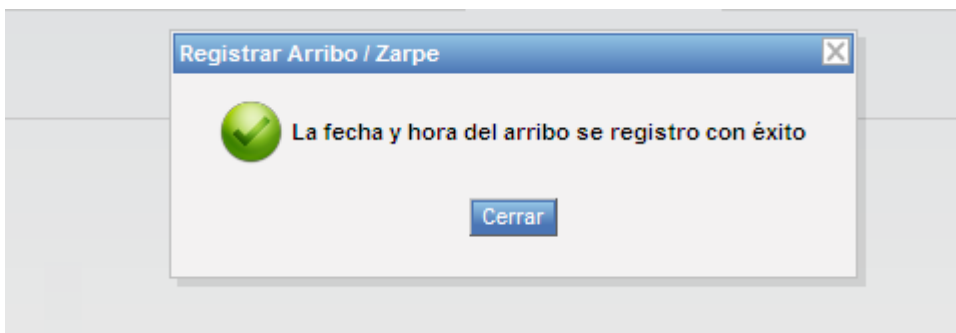 Registrar Arribo / Zarpe
La fecha y hora del arribo se registro con éxito
Cerrar